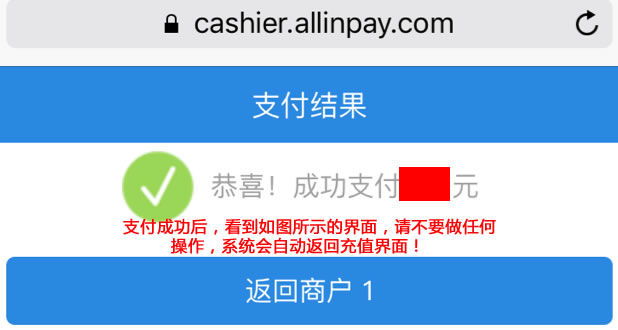 cashier.allinpay.com
支付结果
恭喜！成功支付 元
支付成功后，看到如图所示的界面，请不要做任何
操作，系统会自动返回充值界面！
返回商户 1